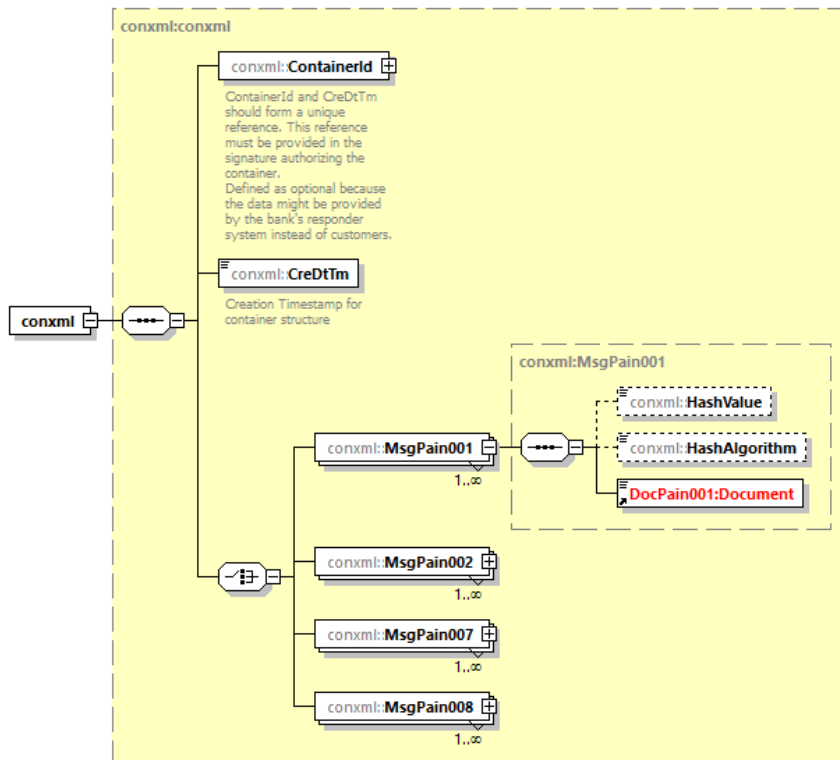 conxml:conxml
conxml::ContainerId
ContainerId and CreDtTm
should form a unique
reference. This reference
must be provided in the
signature authorizing the
container.
Defined as optional because
the data might be provided
by the bank's responder
system instead of customers.
conxml::CreDtTm
Creation Timestamp for
container structure
conxml
conxml:MsgPain001
conxml::HashValue
conxml::HashAlgorithm
DocPain001:Document
conxml::MsgPain001
1..∞
conxml::MsgPain002
1..∞
conxml::MsgPain007
1..∞
conxml::MsgPain008
1..∞